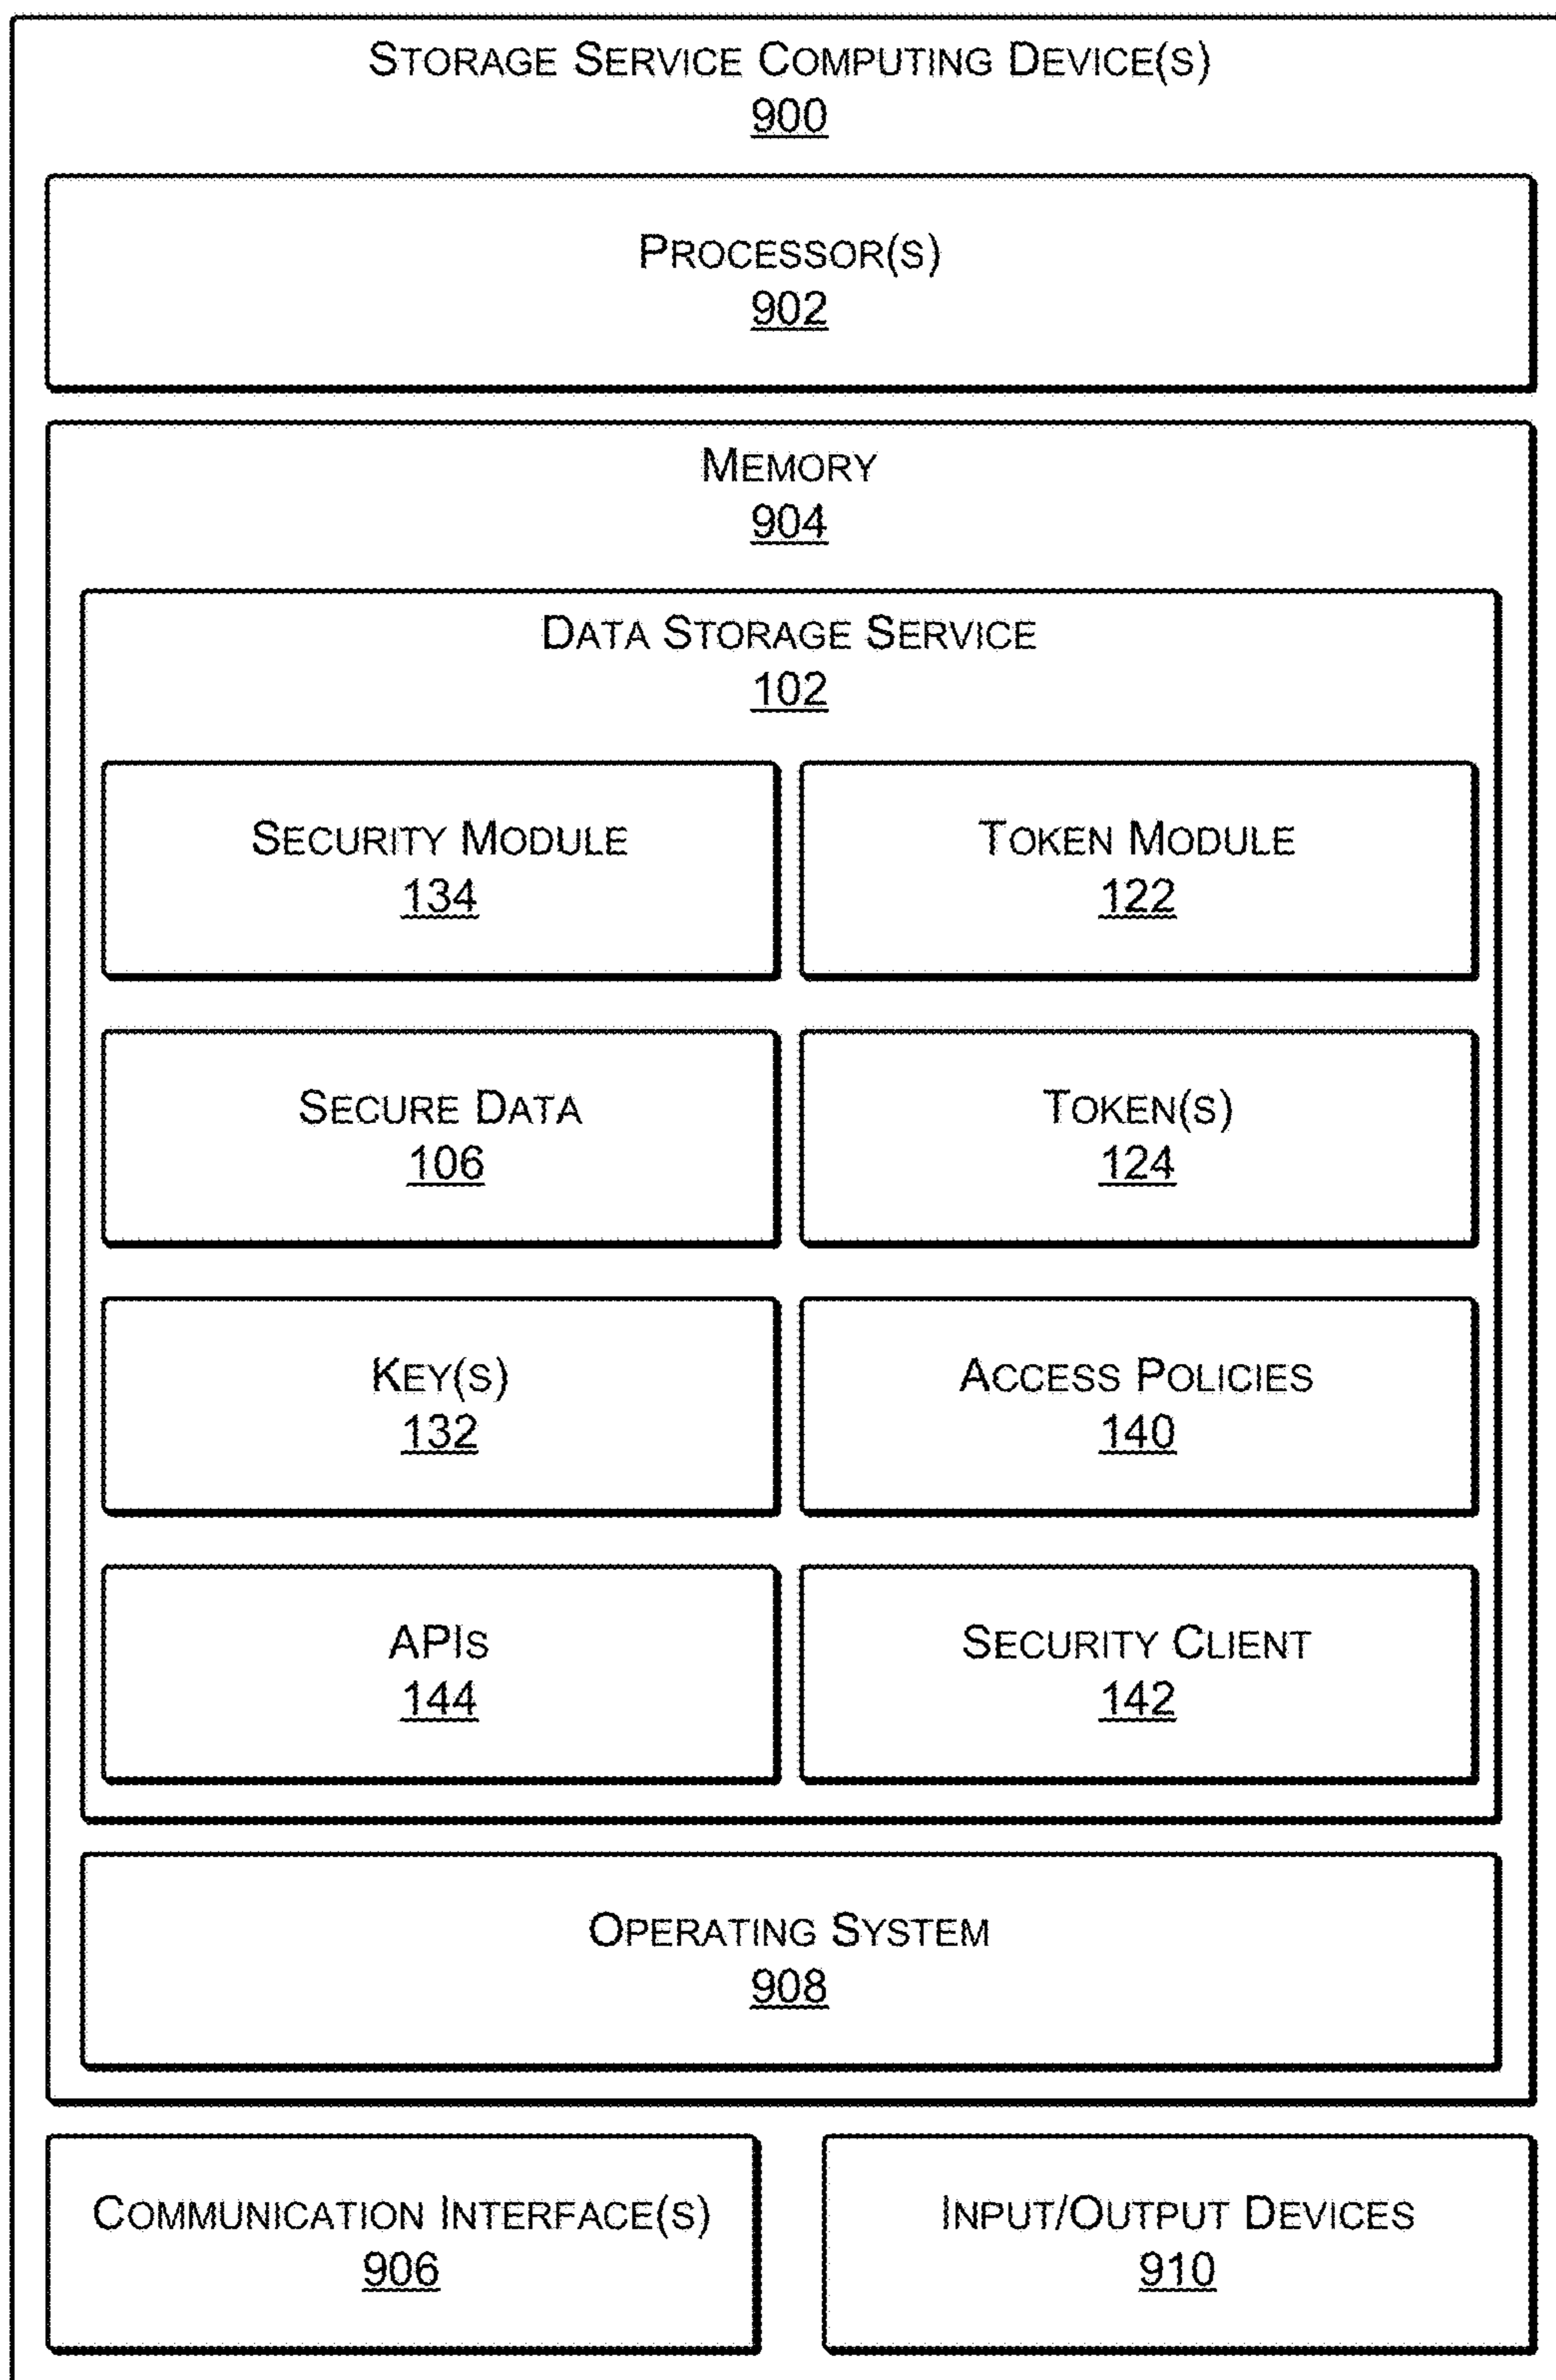 STORAGE SERVICE COMPUTING DEVICE(S)
900
PROCESSOR(S)
902
MEMORY
904
DATA STORAGE SERVICE
102
SECURITY MODULE
134
TOKEN MODULE
122
SECURE DATA
106
TOKEN(S)
124
KEY(S)
132
ACCESS POLICIES
140
APIS
144
SECURITY CLIENT
142
OPERATING SYSTEM
908
COMMUNICATION INTERFACE(S)
906
INPUT/OUTPUT DEVICES
910